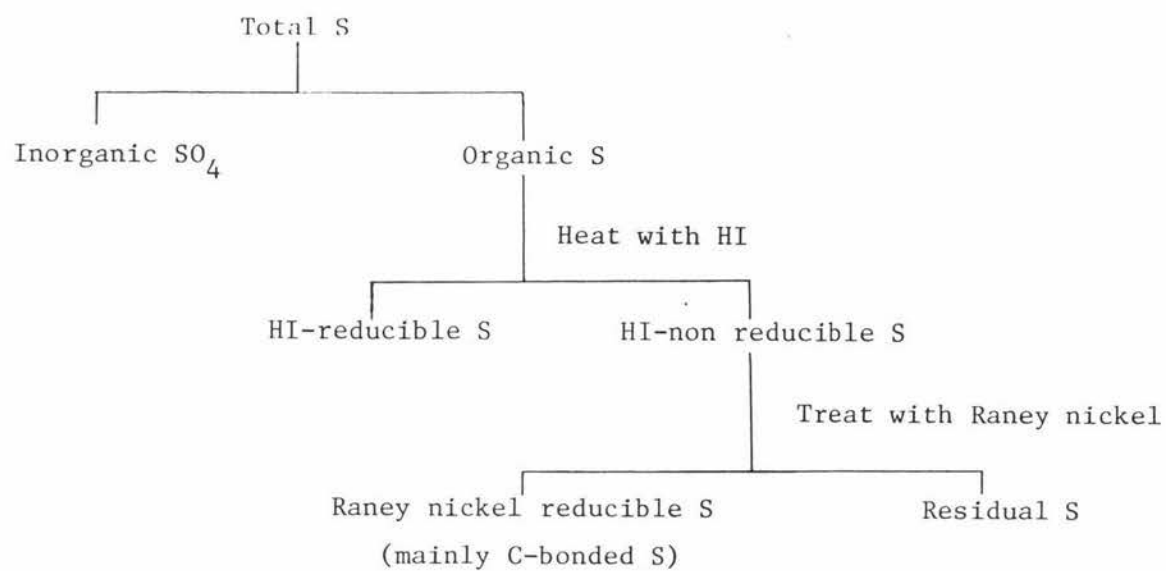 Total S
Inorganic SO4 Organic S
Heat with HI
HI-reducible S HI-non reducible S
Treat with Raney nickel
Raney nickel reducible S Residual S
(mainly C-bonded S)